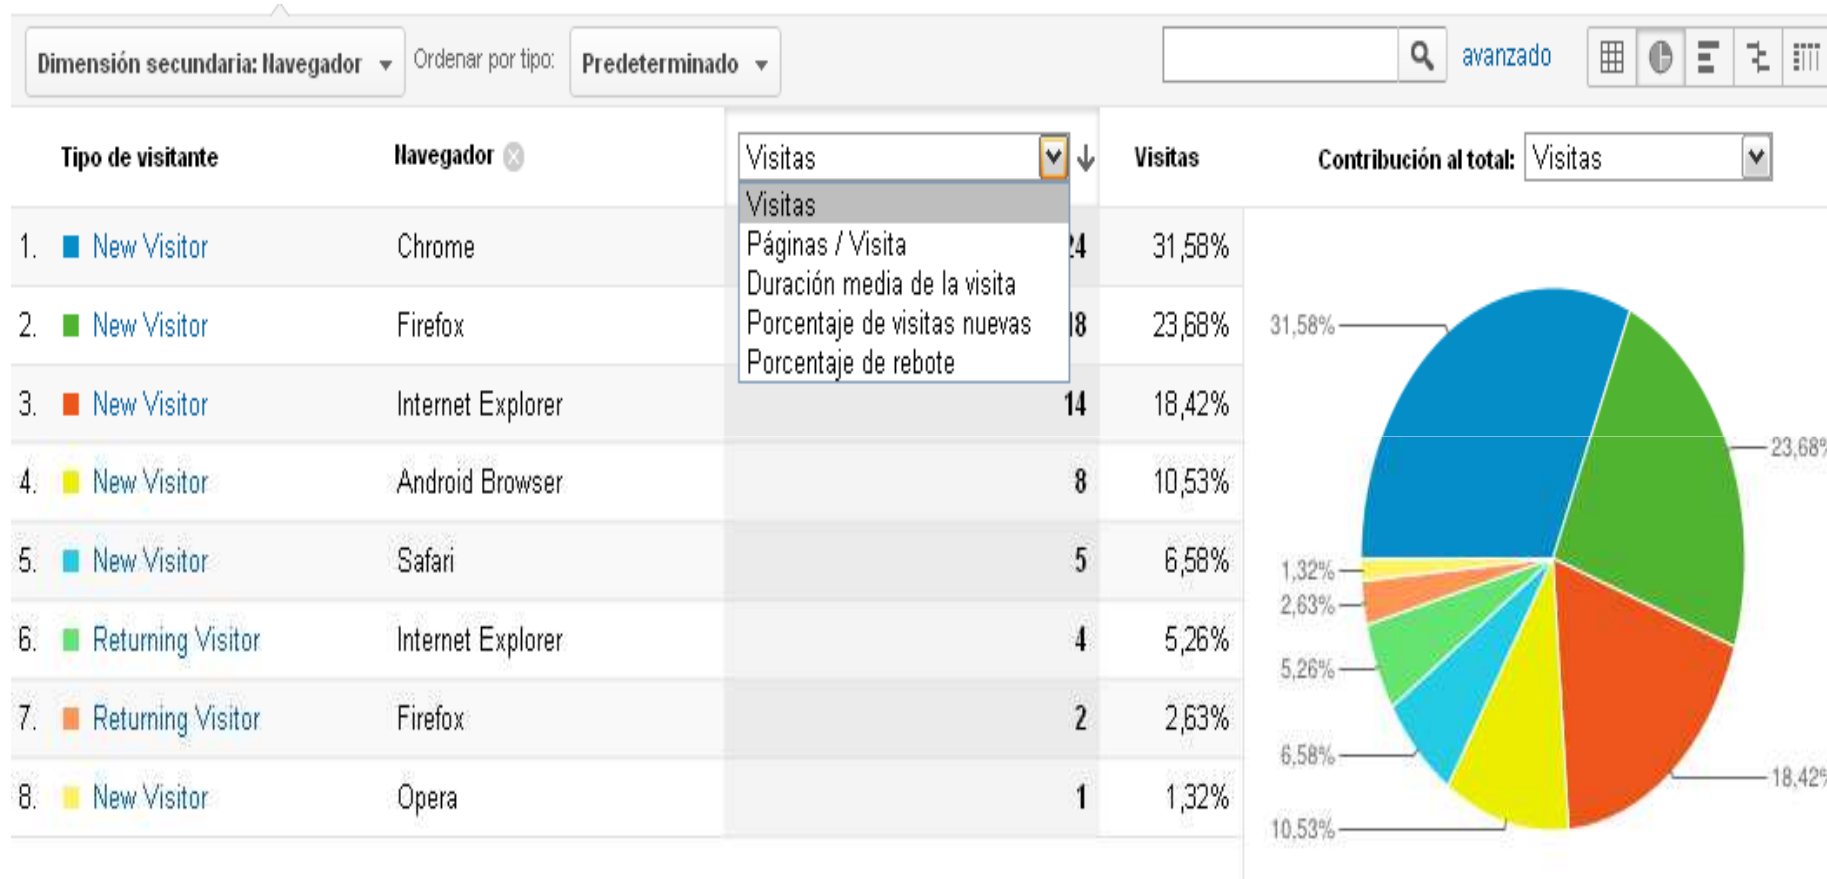 Dimensión secundaria: Navegador Ordenar por tipo: Predeterminado avanzado
Tipo de visitante Navegador Visitas Visitas Contribución al total: Visitas
Visitas
Páginas / Visita
Duración media de la visita
Porcentaje de visitas nuevas
Porcentaje de rebote
1. New Visitor Chrome 24 31,58%
2. New Visitor Firefox 18 23,68%
3. New Visitor Internet Explorer 14 18,42%
4. New Visitor Android Browser 8 10,53%
5. New Visitor Safari 5 6,58%
6. Returning Visitor Internet Explorer 4 5,26%
7. Returning Visitor Firefox 2 2,63%
8. New Visitor Opera 1 1,32%
31,58%
23,68%
1,32%
2,63%
5,26%
6,58%
18,42%
10,53%